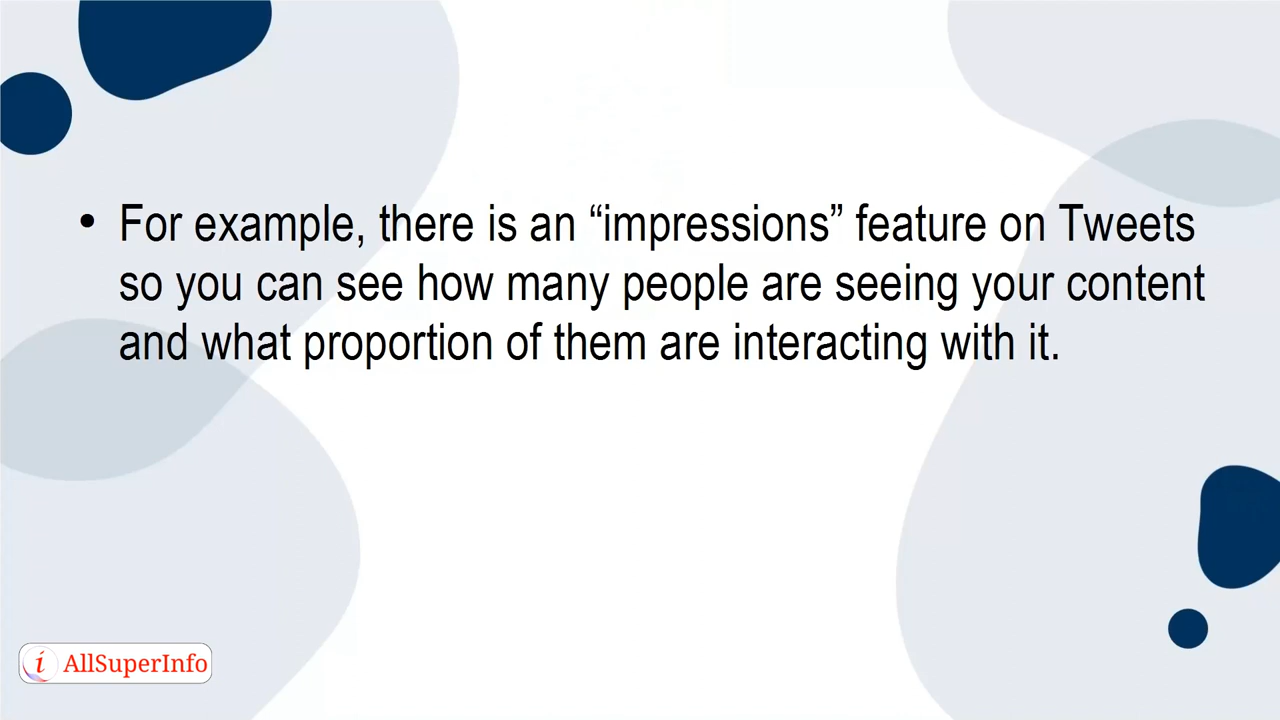 • For example, there is an “impressions” feature on Tweets
so you can see how many people are seeing your content
and what proportion of them are interacting with it.
i AllSuperInfo